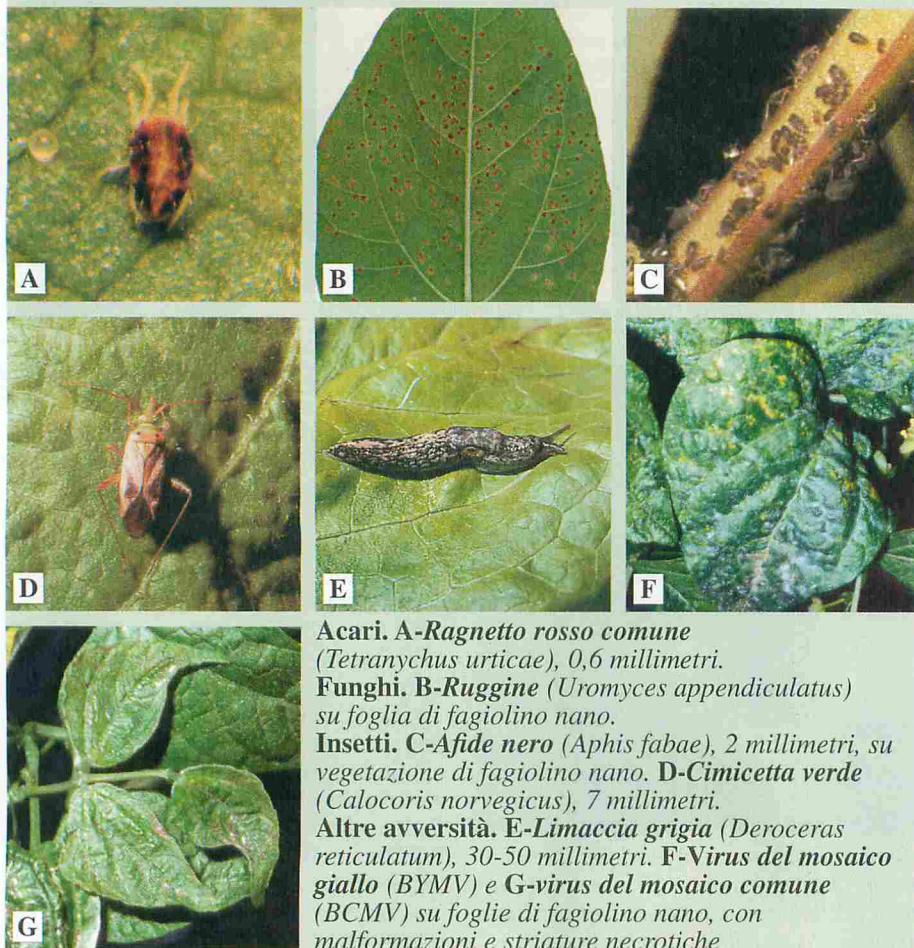 A
B
C
D
E
F
G
Acari. A-Ragnetto rosso comune
(Tetranychus urticae), 0,6 millimetri.
Funghi. B-Ruggine (Uromyces appendiculatus)
su foglia di fagiolino nano.
Insetti. C-Afide nero (Aphis fabae), 2 millimetri, su
vegetazione di fagiolino nano. D-Cimicetta verde
(Calocoris norvegicus), 7 millimetri.
Altre avversità. E-Limaccia grigia (Deroceras
reticulatum), 30-50 millimetri. F-Virus del mosaico
giallo (BYMV) e G-virus del mosaico comune
(BCMV) su foglie di fagiolino nano, con
malformazioni e striature necrotiche